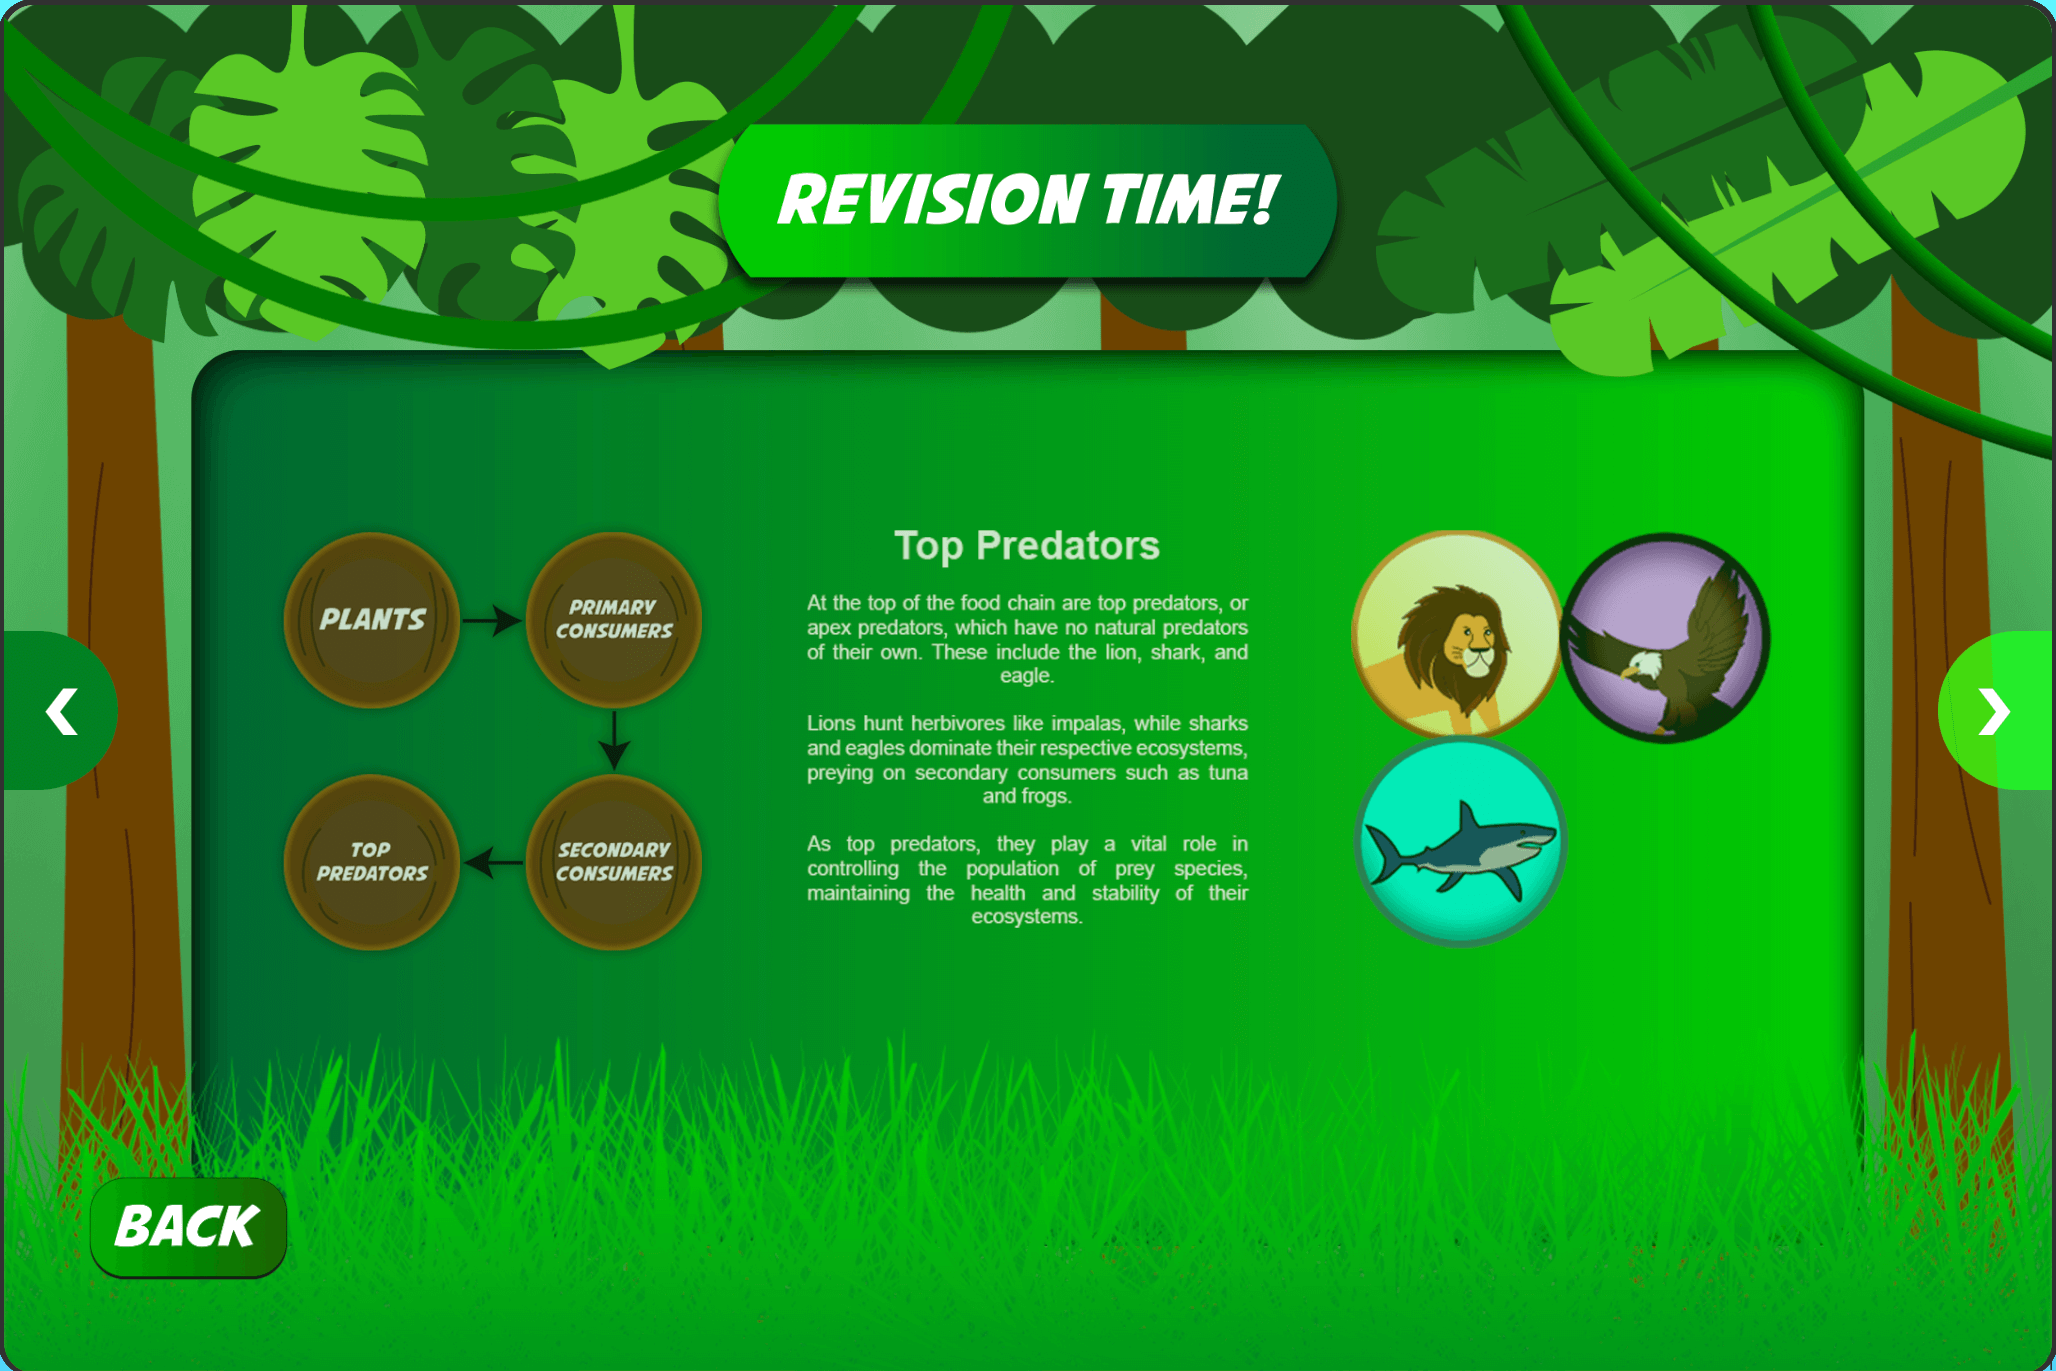 REVISION TIME!
PLANTS
PRIMARY
CONSUMERS
TOP
PREDATORS
SECONDARY
CONSUMERS
Top Predators
At the top of the food chain are top predators, or
apex predators, which have no natural predators
of their own. These include the lion, shark, and
eagle.
Lions hunt herbivores like impalas, while sharks
and eagles dominate their respective ecosystems,
preying on secondary consumers such as tuna
and frogs.
As top predators, they play a vital role in
controlling the population of prey species,
maintaining the health and stability of their
ecosystems.
BACK